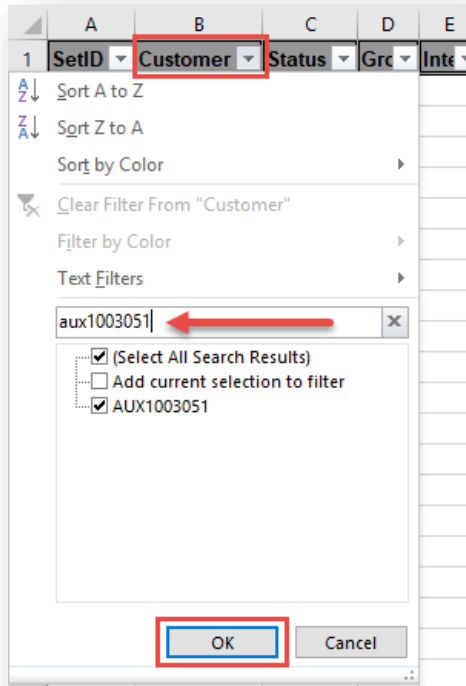 A B C D E
1 SetID Customer Status Grc Inte
Sort A to Z
Sort Z to A
Sort by Color
Clear Filter From "Customer"
Filter by Color
Text Filters
aux1003051
(Select All Search Results)
Add current selection to filter
AUX1003051
OK Cancel